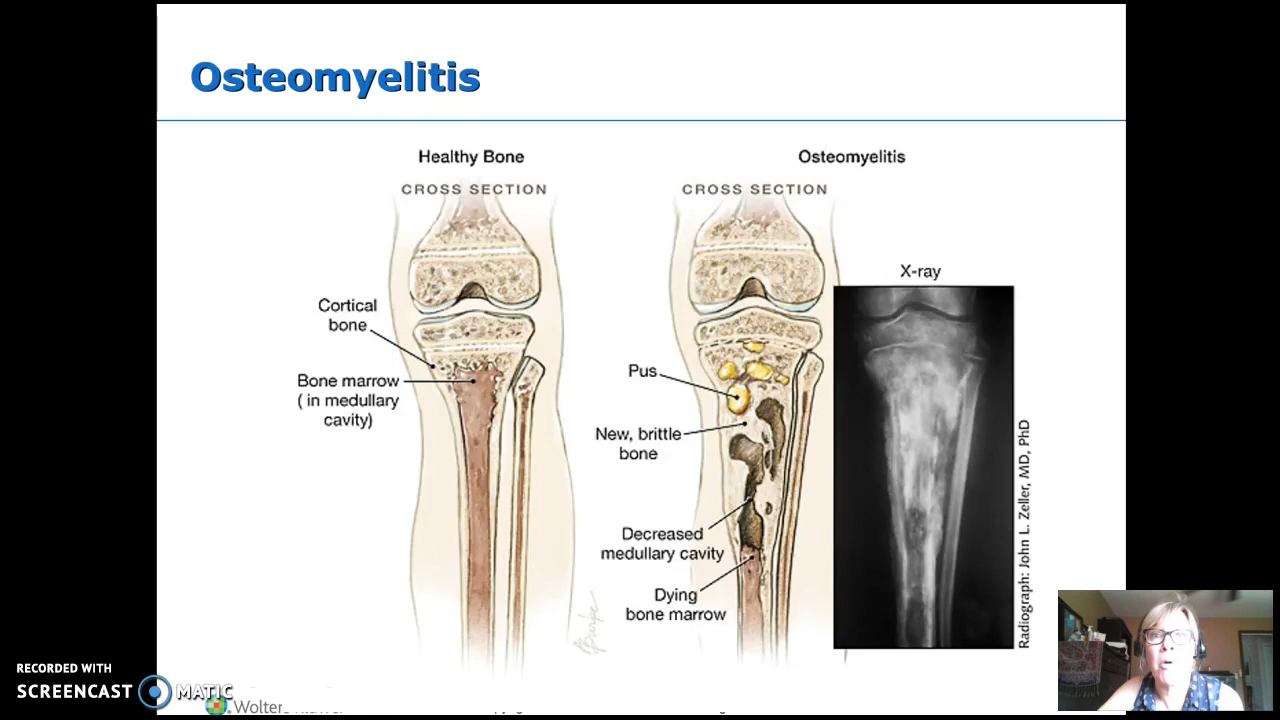 Osteomyelitis
Healthy Bone
CROSS SECTION
Cortical
bone
Bone marrow
( in medullary
cavity)
Osteomyelitis
CROSS SECTION
X-ray
Pus
New, brittle
bone
Decreased
medullary cavity
Dying
bone marrow
Radiograph: John L. Zeller, MD, PhD
RECORDED WITH
SCREENCAST MATIC